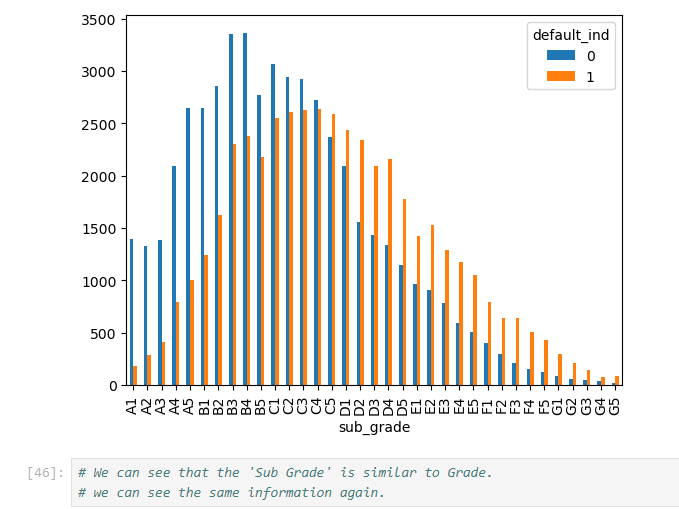 3500
3000
2500
2000
1500
1000
500
0
default_ind
0
1
A1 A2 A3 A4 A5 B1 B2 B3 B4 B5 C1 C2 C3 C4 C5 D1 D2 D3 D4 D5 E1 E2 E3 E4 E5 F1 F2 F3 F4 F5 G1 G2 G3 G4 G5
sub_grade
[46]: # We can see that the 'Sub Grade' is similar to Grade.
# we can see the same information again.